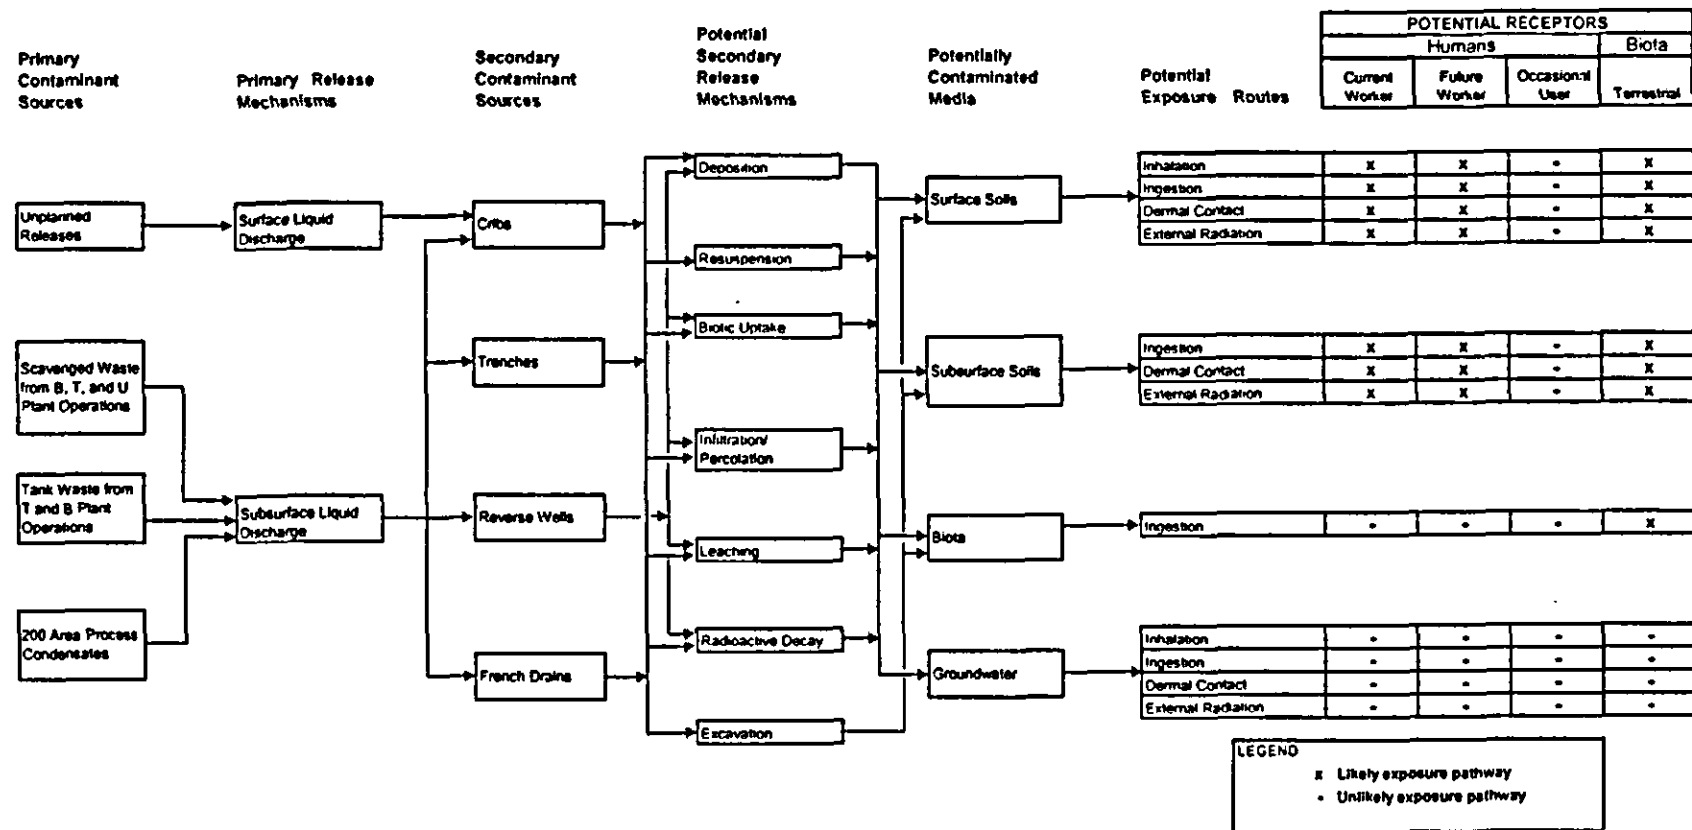 POTENTIAL RECEPTORS
Humans
Biota
Current
Worker
Future
Worker
Occasional
User
Terrestrial
Primary
Contaminant
Sources
Primary Release
Mechanisms
Secondary
Contaminant
Sources
Potential
Secondary
Release
Mechanisms
Potentially
Contaminated
Media
Potential
Exposure Routes
Unplanned
Releases
Scavenged Waste
from B, T, and U
Plant Operations
Tank Waste from
T and B Plant
Operations
200 Area Process
Condensates
Surface Liquid
Discharge
Subsurface Liquid
Discharge
Cribs
Trenches
Reverse Wells
French Drains
Deposition
Resuspension
Biotic Uptake
Infiltration/
Percolation
Leaching
Radioactive Decay
Excavation
Surface Soils
Subsurface Soils
Biota
Groundwater
Inhalation x x • x
Ingestion x x • x
Dermal Contact x x • x
External Radiation x x • x
Ingestion x x • x
Dermal Contact x x • x
External Radiation x x • x
Ingestion • • • x
Inhalation • • • •
Ingestion • • • •
Dermal Contact • • • •
External Radiation • • • •
LEGEND
x Likely exposure pathway
• Unlikely exposure pathway